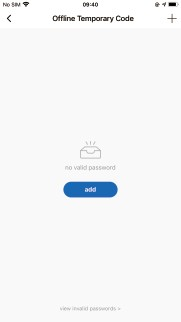 No SIM 09:40
Offline Temporary Code
no valid password
add
view invalid passwords >